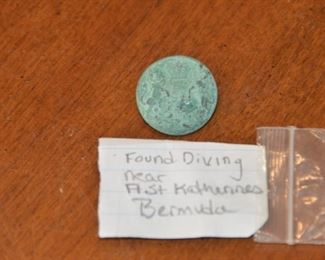 Found Diving
near
Ft St Katherines
Bermuda